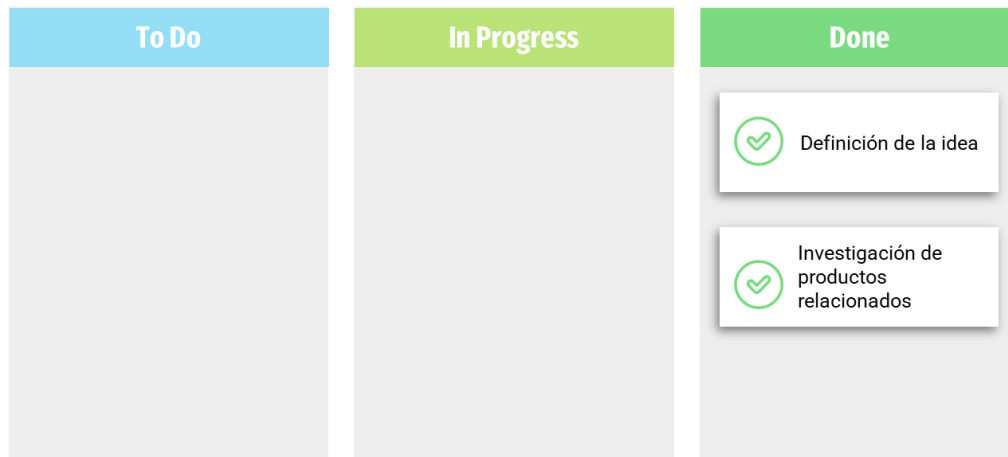 To Do
In Progress
Done
Definición de la idea
Investigación de
productos
relacionados